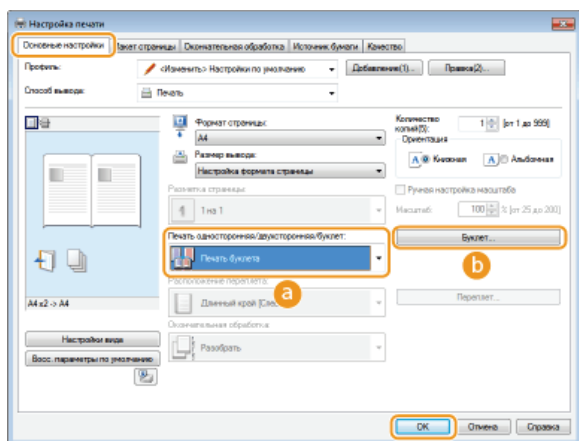 Настройка печати
Основные настройки Макет страницы Окончательная обработка Источник бумаги Качество
Профиль: <Изменить> Настройки по умолчанию Добавление(1)... Правка(2)...
Способ вывода: Печать
Формат страницы:
A4
Размер вывода:
Настройка формата страницы
Количество копий(5): 1 [от 1 до 999]
Ориентация
A Книжная A Альбомная
Разметка страницы:
1 на 1
Ручная настройка масштаба
Масштаб: 100 % [от 25 до 200]
Печать односторонняя/двухсторонняя/буклет:
Печать буклета
a
Буклет...
b
Расположение переплета:
Длинный край
Переплет...
Окончательная обработка:
Разобрать
A4 x2 -> A4
Настройки вида
Восс. параметры по умолчанию
OK Отмена Справка